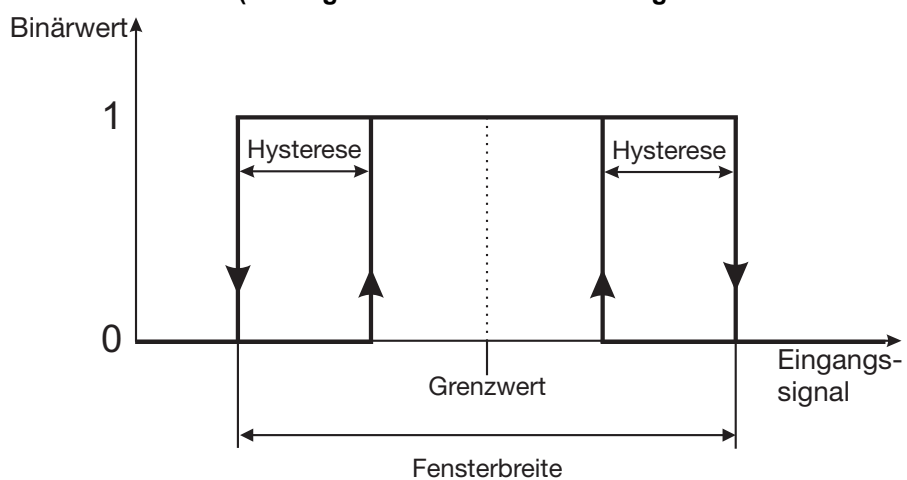 Binärwert
1
Hysterese
Hysterese
0
Eingangs-
signal
Grenzwert
Fensterbreite